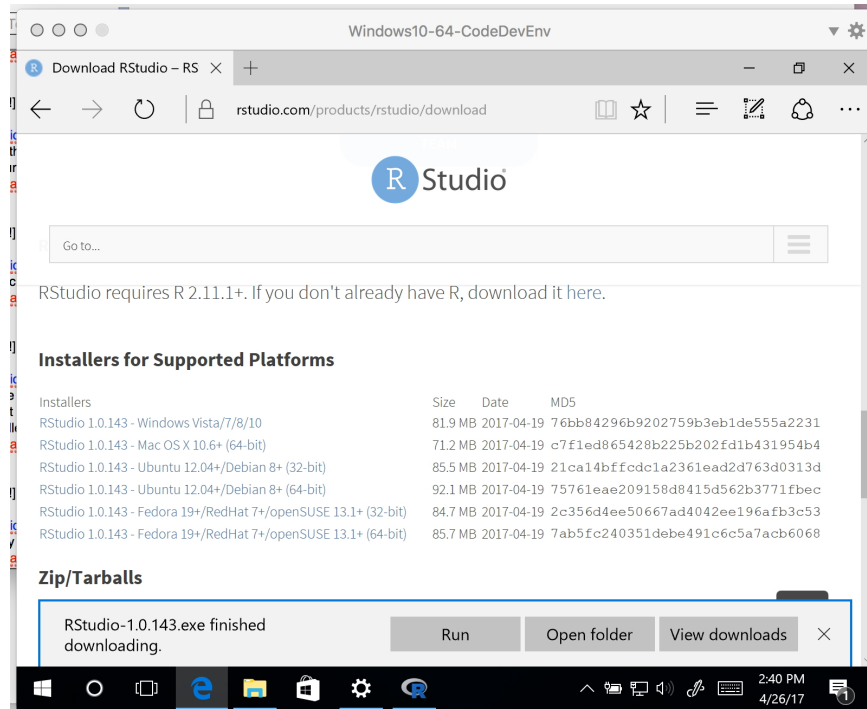 Windows10-64-CodeDevEnv
R Download RStudio – RS
rstudio.com/products/rstudio/download
R Studio
Go to...
RStudio requires R 2.11.1+. If you don't already have R, download it here.
Installers for Supported Platforms
Installers Size Date MD5
RStudio 1.0.143 - Windows Vista/7/8/10 81.9 MB 2017-04-19 76bb84296b9202759b3eb1de555a2231
RStudio 1.0.143 - Mac OS X 10.6+ (64-bit) 71.2 MB 2017-04-19 c7f1ed865428b225b202fd1b431954b4
RStudio 1.0.143 - Ubuntu 12.04+/Debian 8+ (32-bit) 85.5 MB 2017-04-19 21ca14bffcdc1a2361ead2d763d0313d
RStudio 1.0.143 - Ubuntu 12.04+/Debian 8+ (64-bit) 92.1 MB 2017-04-19 75761eae209158d8415d562b3771fbec
RStudio 1.0.143 - Fedora 19+/RedHat 7+/openSUSE 13.1+ (32-bit) 84.7 MB 2017-04-19 2c356d4ee50667ad4042ee196afb3c53
RStudio 1.0.143 - Fedora 19+/RedHat 7+/openSUSE 13.1+ (64-bit) 85.7 MB 2017-04-19 7ab5fc240351debe491c6c5a7acb6068
Zip/Tarballs
RStudio-1.0.143.exe finished
downloading.
Run Open folder View downloads
2:40 PM
4/26/17
1